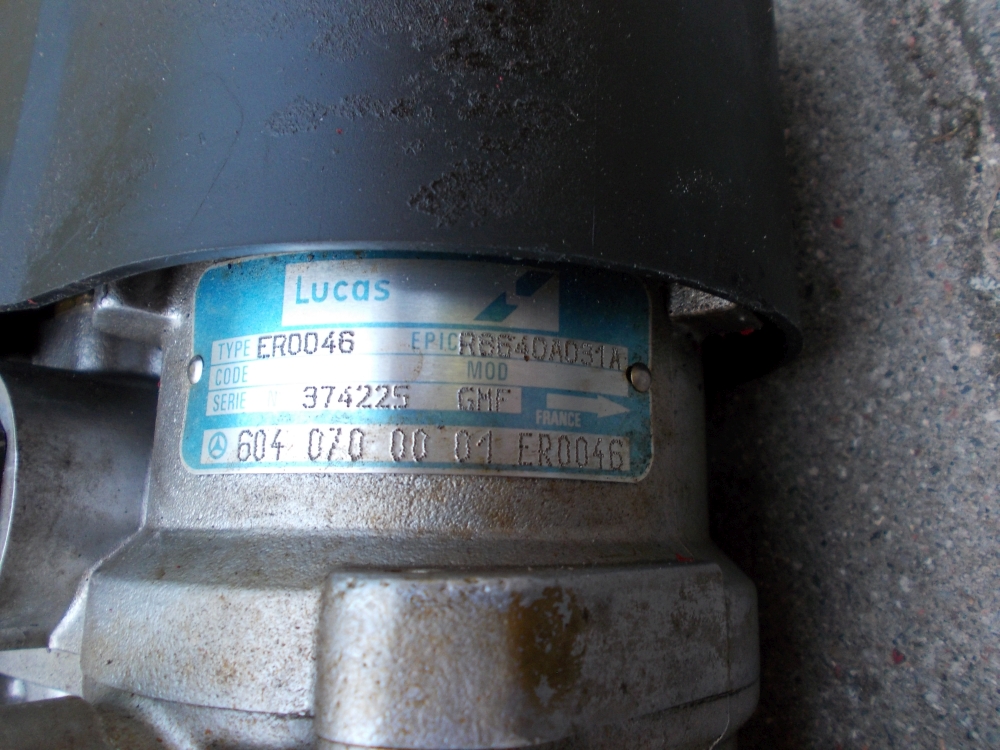 Lucas
TYPE ER0046 EPIC R8640A031A
CODE MOD
SERIE 374225 GMF
FRANCE
604 070 00 01 ER0046